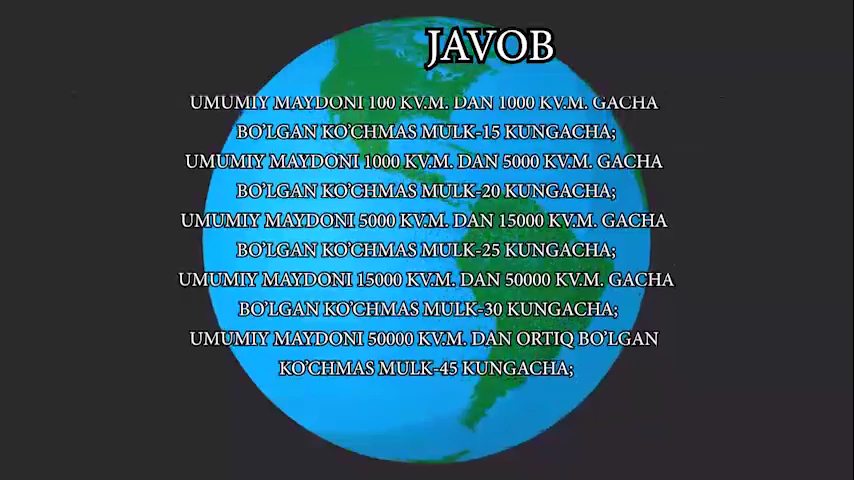 JAVOB
UMUMIY MAYDONI 100 KV.M. DAN 1000 KV.M. GACHA
BO'LGAN KO'CHMAS MULK-15 KUNGACHA;
UMUMIY MAYDONI 1000 KV.M. DAN 5000 KV.M. GACHA
BO'LGAN KO'CHMAS MULK-20 KUNGACHA;
UMUMIY MAYDONI 5000 KV.M. DAN 15000 KV.M. GACHA
BO'LGAN KO'CHMAS MULK-25 KUNGACHA;
UMUMIY MAYDONI 15000 KV.M. DAN 50000 KV.M. GACHA
BO'LGAN KO'CHMAS MULK-30 KUNGACHA;
UMUMIY MAYDONI 50000 KV.M. DAN ORTIQ BO'LGAN
KO'CHMAS MULK-45 KUNGACHA;